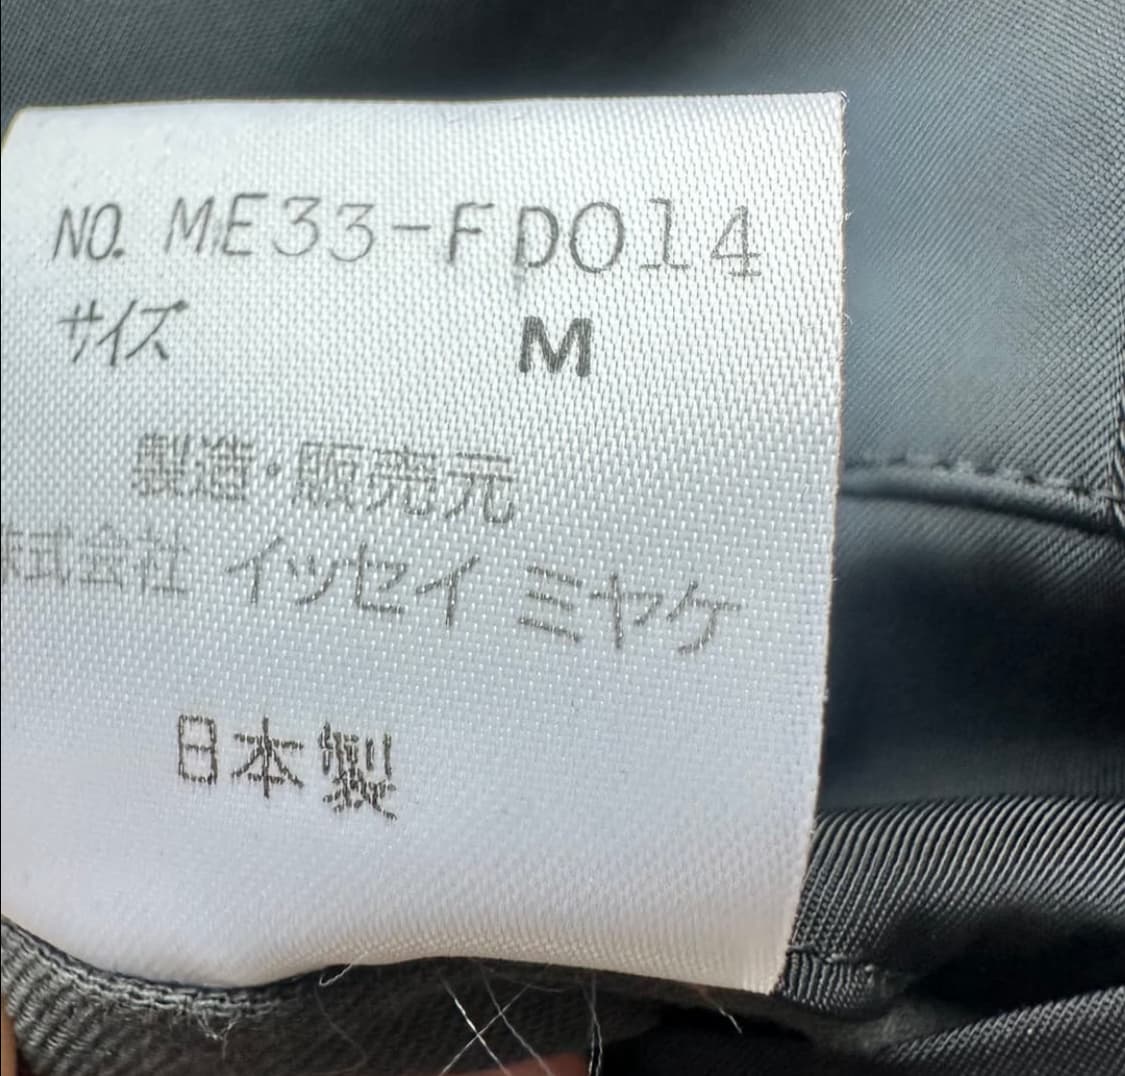 NO. ME33-FD014
サイズ M
製造・販売元
株式会社 イッセイ ミヤケ
日本製